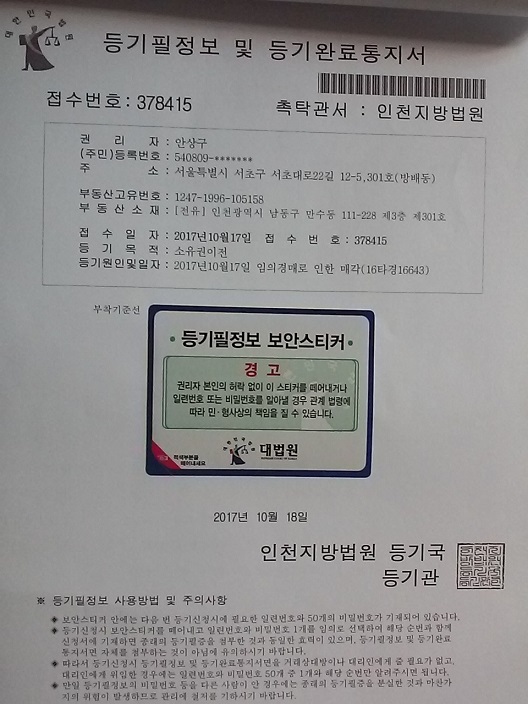 대한민국법원
등기필정보 및 등기완료통지서
접수번호: 378415
촉탁관서 : 인천지방법원
권 리 자 : 안상구
(주민)등록번호 : 540809-*******
주 소 : 서울특별시 서초구 서초대로22길 12-5,301호(방배동)
부동산고유번호 : 1247-1996-105158
부 동 산 소 재 : [전유] 인천광역시 남동구 만수동 111-228 제3층 제301호
접 수 일 자 : 2017년10월17일 접 수 번 호 : 378415
등 기 목 적 : 소유권이전
등기원인및일자 : 2017년10월17일 임의경매로 인한 매각(16타경16643)
부착기준선
• 등기필정보 보안스티커 •
경 고
권리자 본인의 허락 없이 이 스티커를 떼어내거나
일련번호 또는 비밀번호를 알아낼 경우 관계 법령에
따라 민·형사상의 책임을 질 수 있습니다.
대법원
흑색부분을
떼어내세요
2017년 10월 18일
인천지방법원 등기국
등기관
※ 등기필정보 사용방법 및 주의사항
◈ 보안스티커 안에는 다음 번 등기신청시에 필요한 일련번호와 50개의 비밀번호가 기재되어 있습니다.
◈ 등기신청시 보안스티커를 떼어내고 일련번호와 비밀번호 1개를 임의로 선택하여 해당 순번과 함께
신청서에 기재하면 종래의 등기필증을 첨부한 것과 동일한 효력이 있으며, 등기필정보 및 등기완료
통지서면 자체를 첨부하는 것이 아님에 유의하시기 바랍니다.
◈ 따라서 등기신청시 등기필정보 및 등기완료통지서면을 거래상대방이나 대리인에게 줄 필요가 없고,
대리인에게 위임한 경우에는 일련번호와 비밀번호 50개 중 1개와 해당 순번만 알려주시면 됩니다.
◈ 만일 등기필정보의 비밀번호 등을 다른 사람이 안 경우에는 종래의 등기필증을 분실한 것과 마찬가
지의 위험이 발생하므로 관리에 철저를 기하시기 바랍니다.